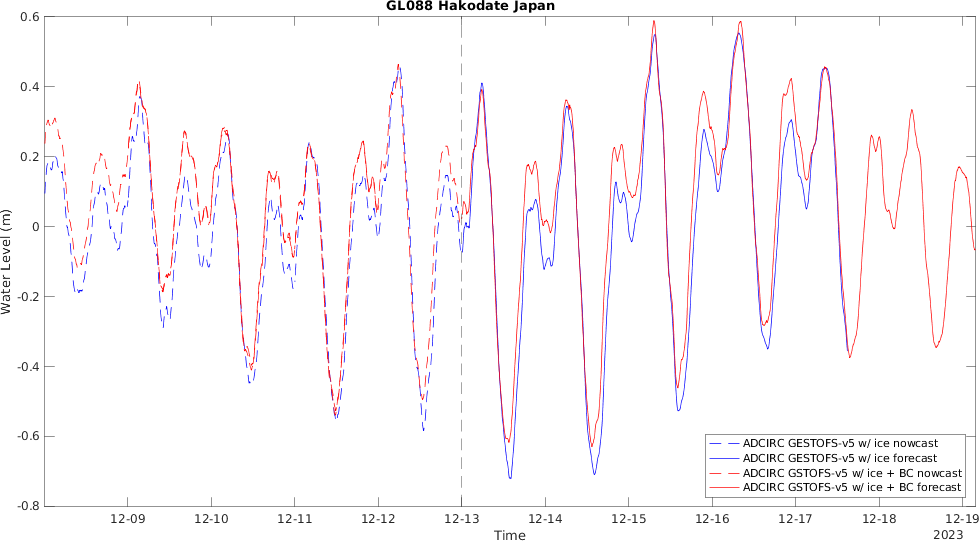 GL088 Hakodate Japan
Water Level (m)
0.6
0.4
0.2
0
-0.2
-0.4
-0.6
-0.8
ADCIRC GESTOFS-v5 w/ ice nowcast
ADCIRC GESTOFS-v5 w/ ice forecast
ADCIRC GSTOFS-v5 w/ ice + BC nowcast
ADCIRC GSTOFS-v5 w/ ice + BC forecast
12-09 12-10 12-11 12-12 12-13 12-14 12-15 12-16 12-17 12-18 12-19
Time
2023